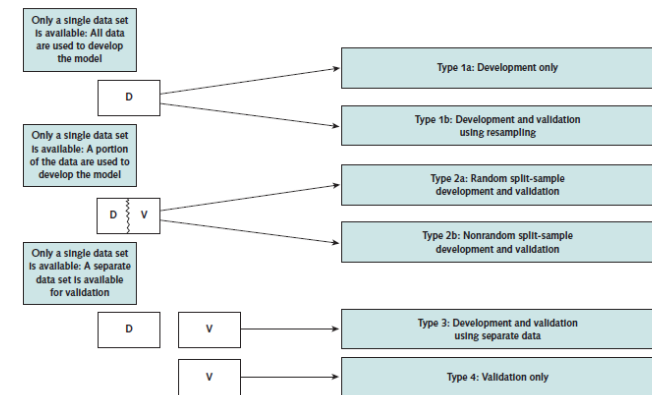 Only a single data set
is available: All data
are used to develop
the model
D
Type 1a: Development only
Type 1b: Development and validation
using resampling
Only a single data set
is available: A portion
of the data are used to
develop the model
D V
Type 2a: Random split-sample
development and validation
Type 2b: Nonrandom split-sample
development and validation
Only a single data set
is available: A separate
data set is available
for validation
D V
Type 3: Development and validation
using separate data
V
Type 4: Validation only